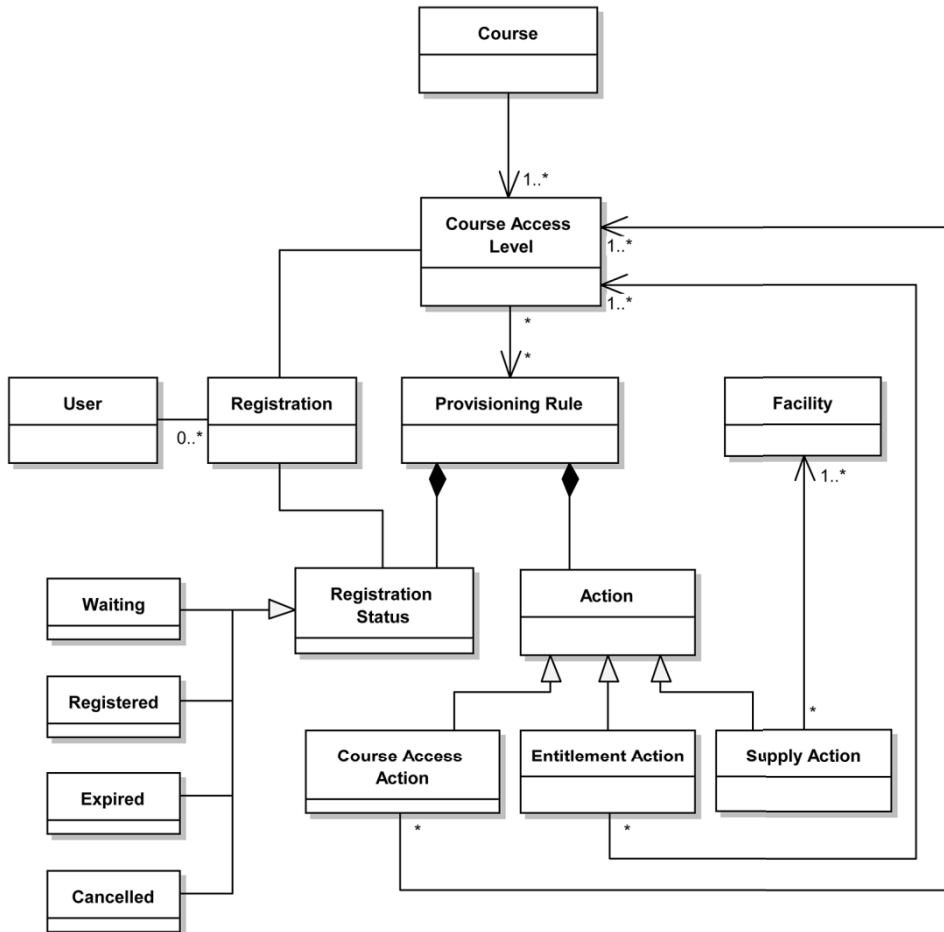 Course
1..*
Course Access
Level
1..*
1..*
*
*
User
0..*
Registration
Provisioning Rule
Facility
1..*
Waiting
Registration
Status
Action
Registered
*
Course Access
Action
Entitlement Action
Supply Action
Expired
*
*
Cancelled